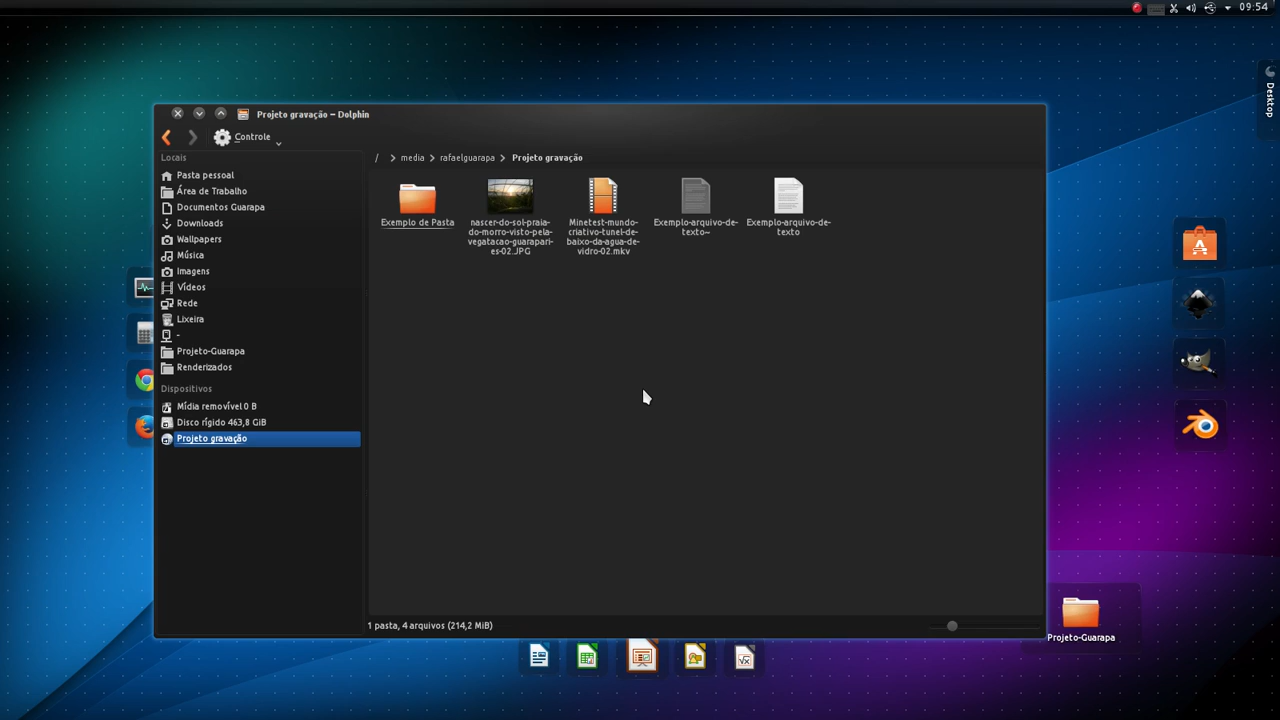 09:54
Desktop
Projeto gravação – Dolphin
Controle
Locais
Pasta pessoal
Área de Trabalho
Documentos Guarapa
Downloads
Wallpapers
Música
Imagens
Vídeos
Rede
Lixeira
-
Projeto-Guarapa
Renderizados
Dispositivos
Mídia removível 0 B
Disco rígido 463,8 GiB
Projeto gravação
/ > media > rafaelguarapa > Projeto gravação
Exemplo de Pasta
nascer-do-sol-praia-
do-morro-visto-pela-
vegatacao-guarapari-
es-02.JPG
Minetest-mundo-
criativo-tunel-de-
baixo-da-agua-de-
vidro-02.mkv
Exemplo-arquivo-de-
texto~
Exemplo-arquivo-de-
texto
1 pasta, 4 arquivos (214,2 MiB)
Projeto-Guarapa